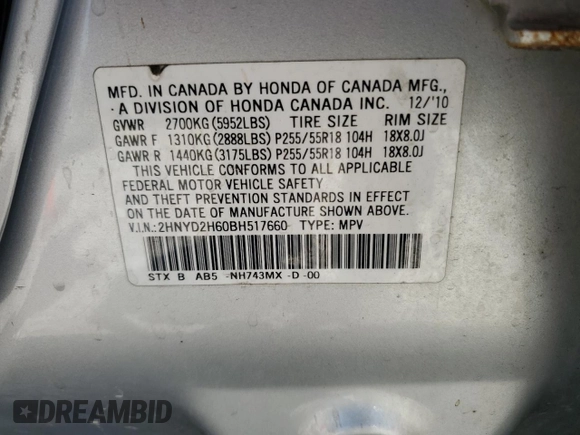 MFD. IN CANADA BY HONDA OF CANADA MFG.,
A DIVISION OF HONDA CANADA INC. 12/'10
GVWR 2700KG(5952LBS) TIRE SIZE RIM SIZE
GAWR F 1310KG(2888LBS) P255/55R18 104H 18X8.0J
GAWR R 1440KG(3175LBS) P255/55R18 104H 18X8.0J
THIS VEHICLE CONFORMS TO ALL APPLICABLE
FEDERAL MOTOR VEHICLE SAFETY
AND THEFT PREVENTION STANDARDS IN EFFECT
ON THE DATE OF MANUFACTURE SHOWN ABOVE.
V.I.N.:2HNYD2H60BH517660 TYPE: MPV
STX B AB5 -NH743MX -D -00
DREAMBID